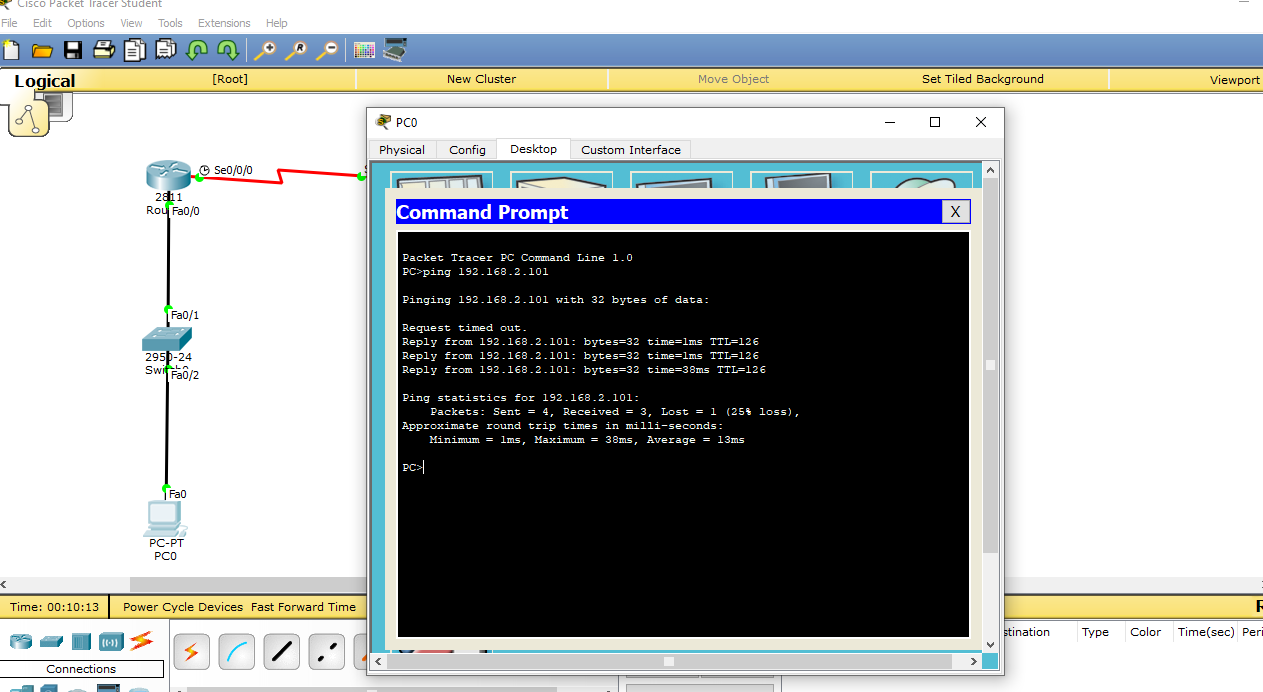 Cisco Packet Tracer Student
File Edit Options View Tools Extensions Help
Logical [Root] New Cluster Move Object Set Tiled Background Viewport
PC0
Physical Config Desktop Custom Interface
Command Prompt X
Packet Tracer PC Command Line 1.0
PC>ping 192.168.2.101
Pinging 192.168.2.101 with 32 bytes of data:
Request timed out.
Reply from 192.168.2.101: bytes=32 time=1ms TTL=126
Reply from 192.168.2.101: bytes=32 time=1ms TTL=126
Reply from 192.168.2.101: bytes=32 time=38ms TTL=126
Ping statistics for 192.168.2.101:
Packets: Sent = 4, Received = 3, Lost = 1 (25% loss),
Approximate round trip times in milli-seconds:
Minimum = 1ms, Maximum = 38ms, Average = 13ms
PC>
Se0/0/0
2811
Rou Fa0/0
Fa0/1
2950-24
Fa0/2
Fa0
PC-PT
PC0
Time: 00:10:13 Power Cycle Devices Fast Forward Time
stination Type Color Time(sec) Peri
Connections